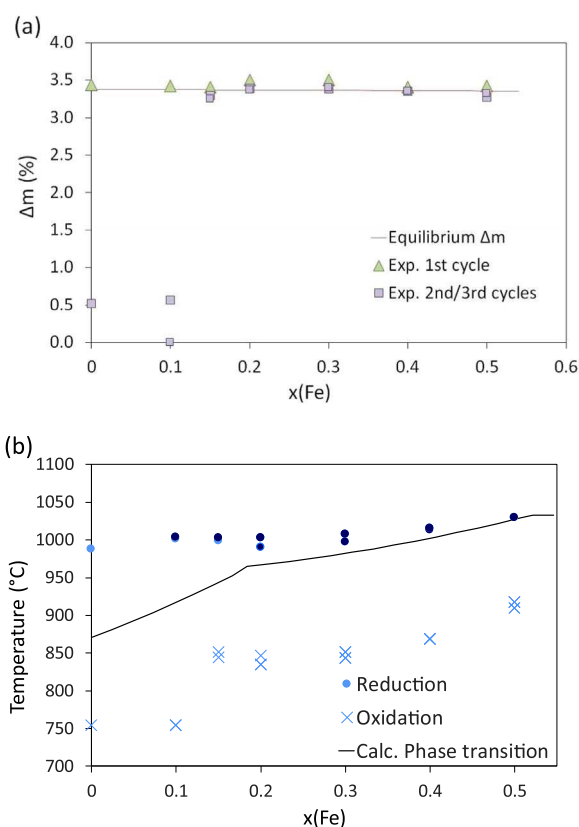 (a)
4.0
3.5
3.0
2.5
2.0
1.5
1.0
0.5
0.0
Δm (%)
Equilibrium Δm
Exp. 1st cycle
Exp. 2nd/3rd cycles
0 0.1 0.2 0.3 0.4 0.5 0.6
x(Fe)
(b)
1100
1050
1000
950
900
850
800
750
700
Temperature (°C)
Reduction
Oxidation
Calc. Phase transition
0 0.1 0.2 0.3 0.4 0.5
x(Fe)